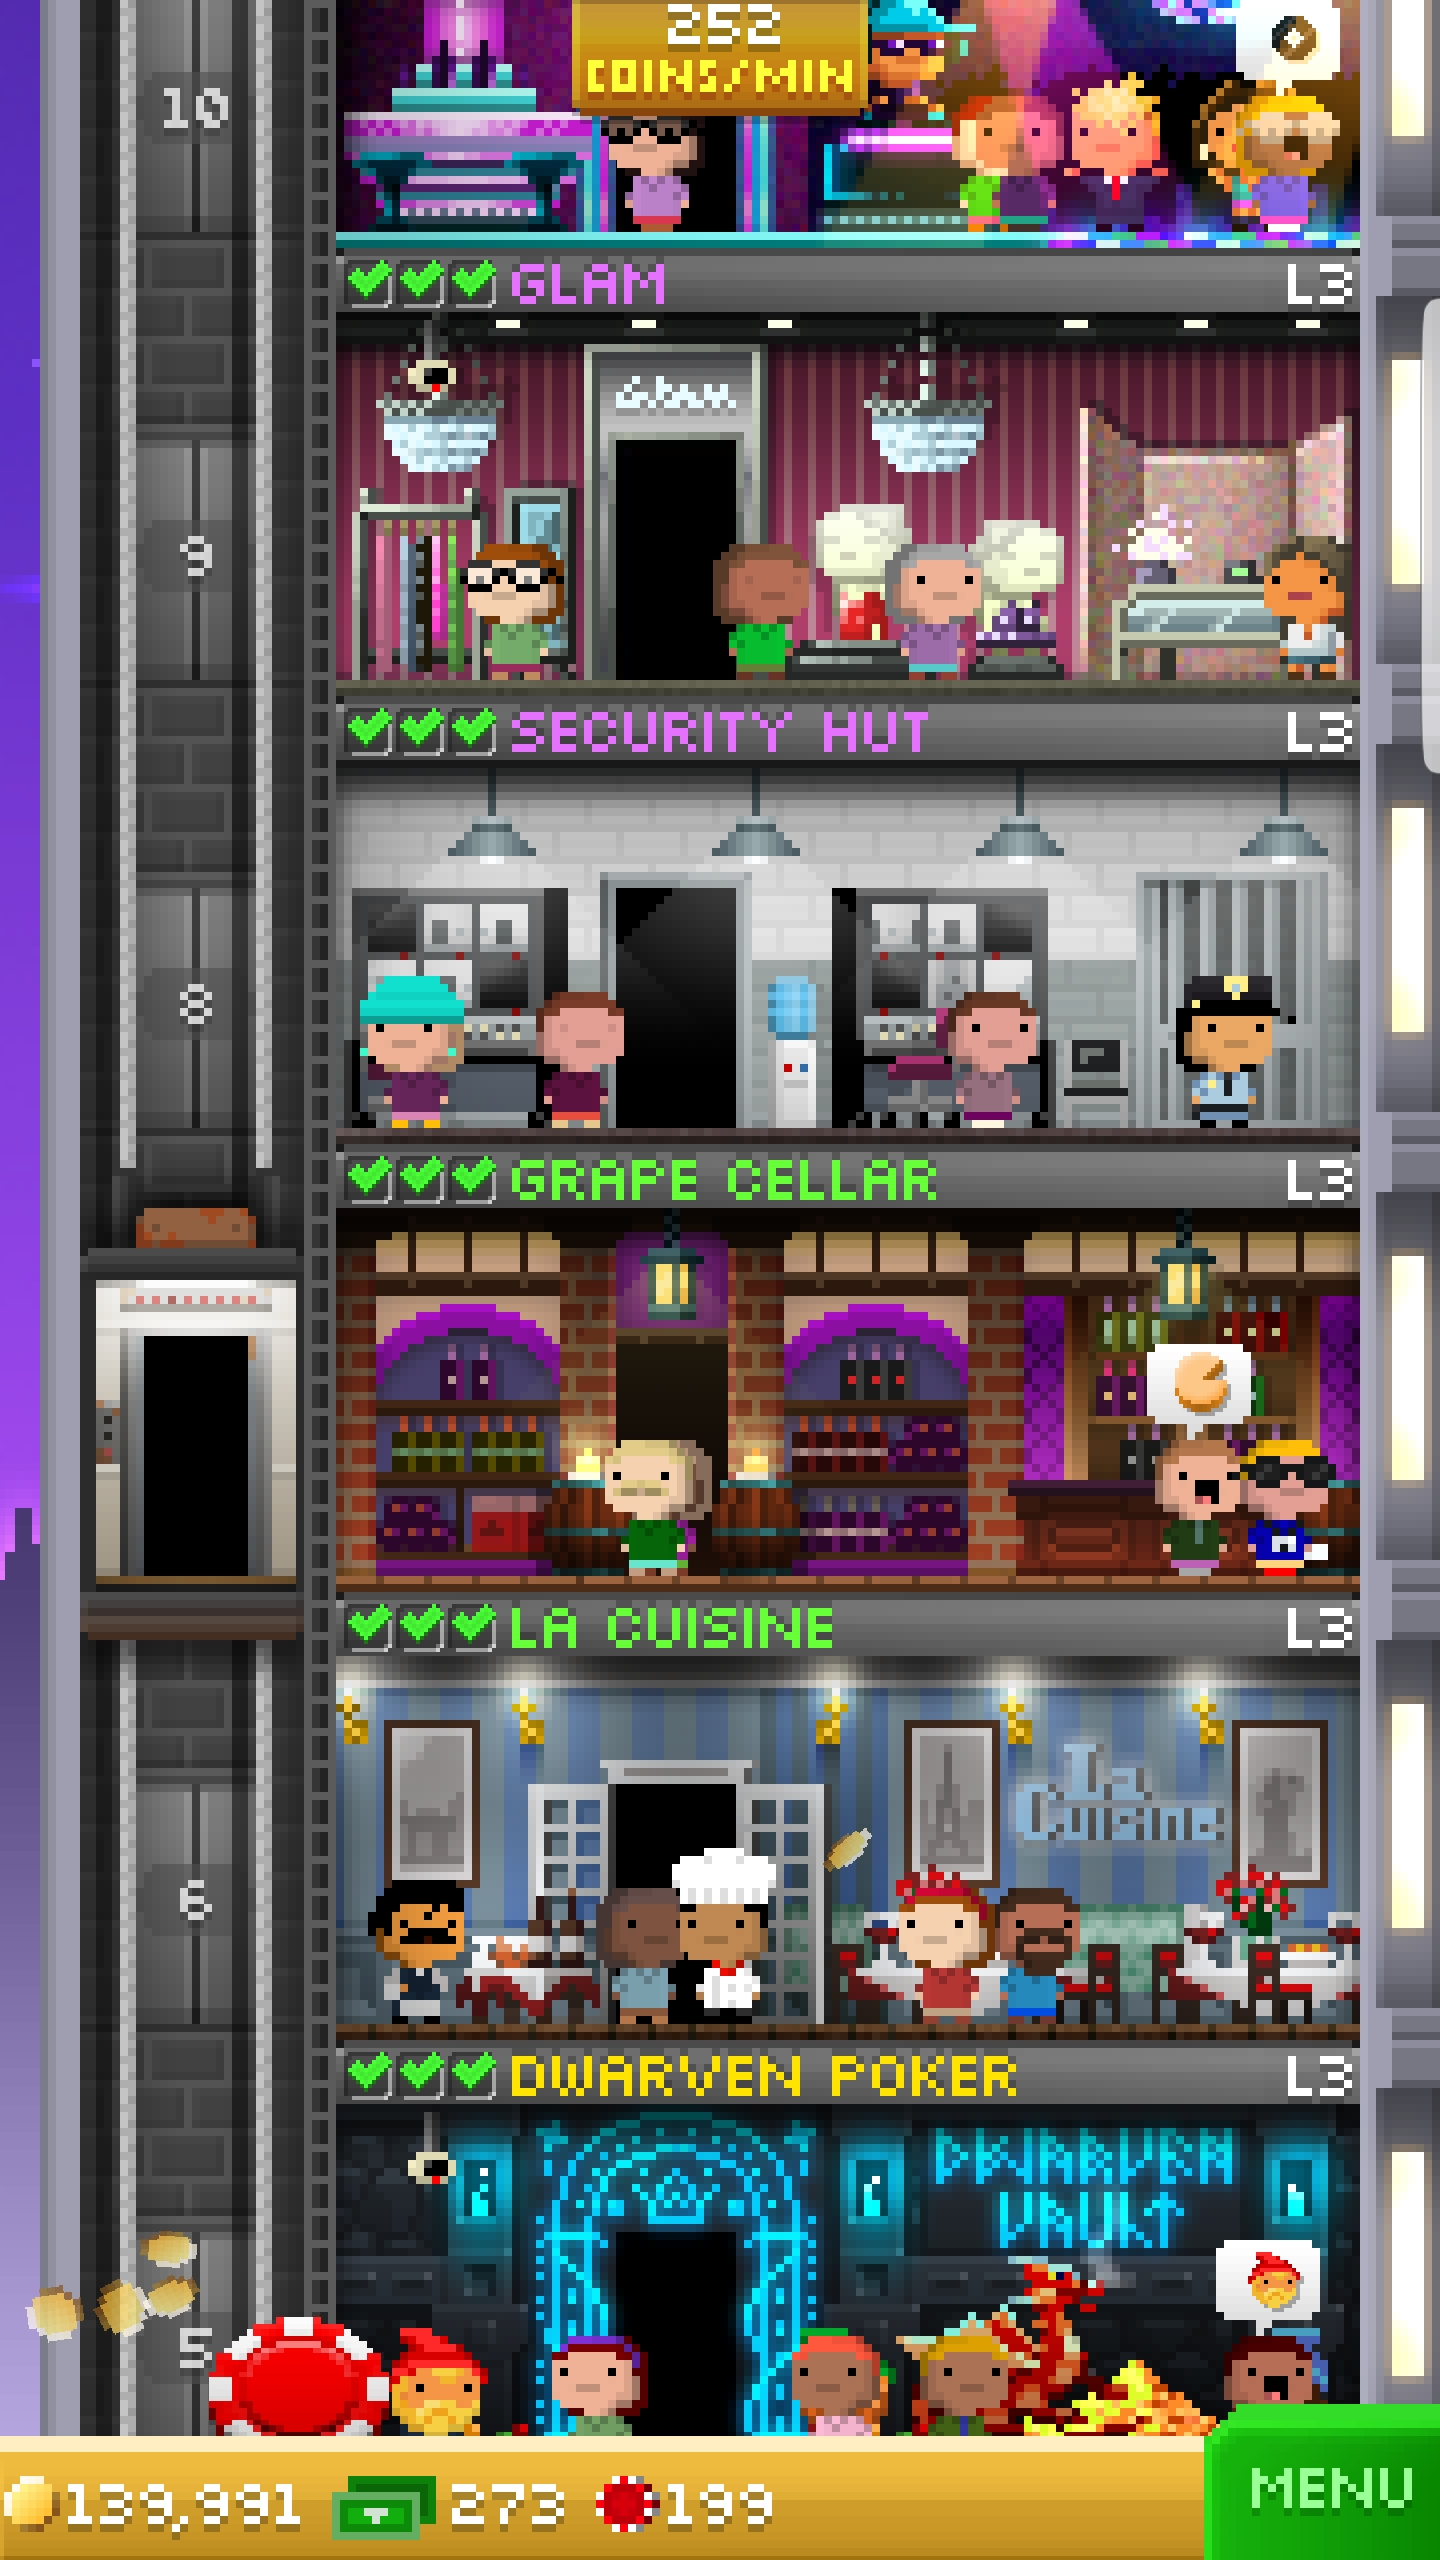 252
COINS/MIN
10
GLAM L3
Glam
9
SECURITY HUT L3
8
GRAPE CELLAR L3
LA CUISINE L3
La
Cuisine
6
DWARVEN POKER L3
DWARVEN
VAULT
5
139,991 273 199
MENU